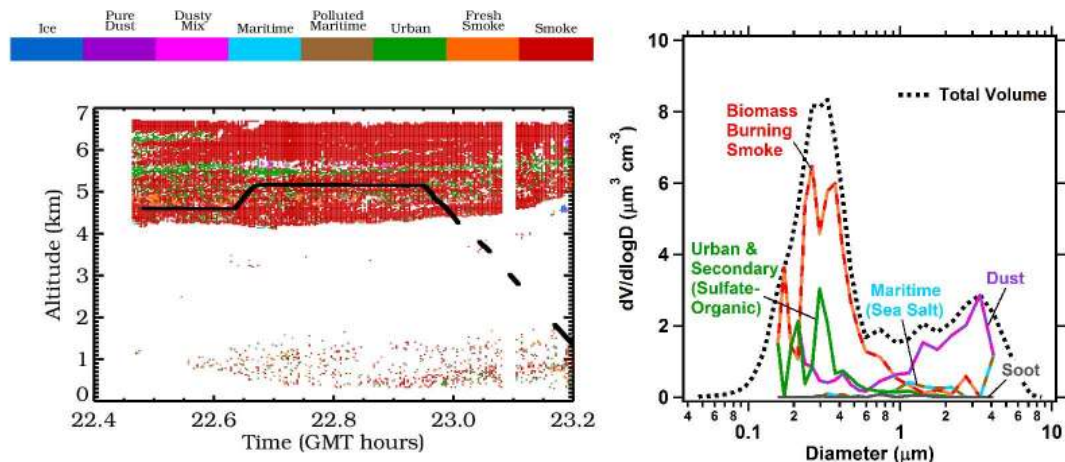 Ice Pure Dust Dusty Mix Maritime Polluted Maritime Urban Fresh Smoke Smoke
7
6
5
4
3
2
1
0
Altitude (km)
22.4 22.6 22.8 23.0 23.2
Time (GMT hours)
10
8
6
4
2
0
dV/dlogD (μm³ cm⁻³)
Total Volume
Biomass
Burning
Smoke
Urban &
Secondary
(Sulfate-
Organic)
Maritime
(Sea Salt)
Dust
Soot
0.1 2 4 6 8 1 2 4 6 8 10
Diameter (μm)